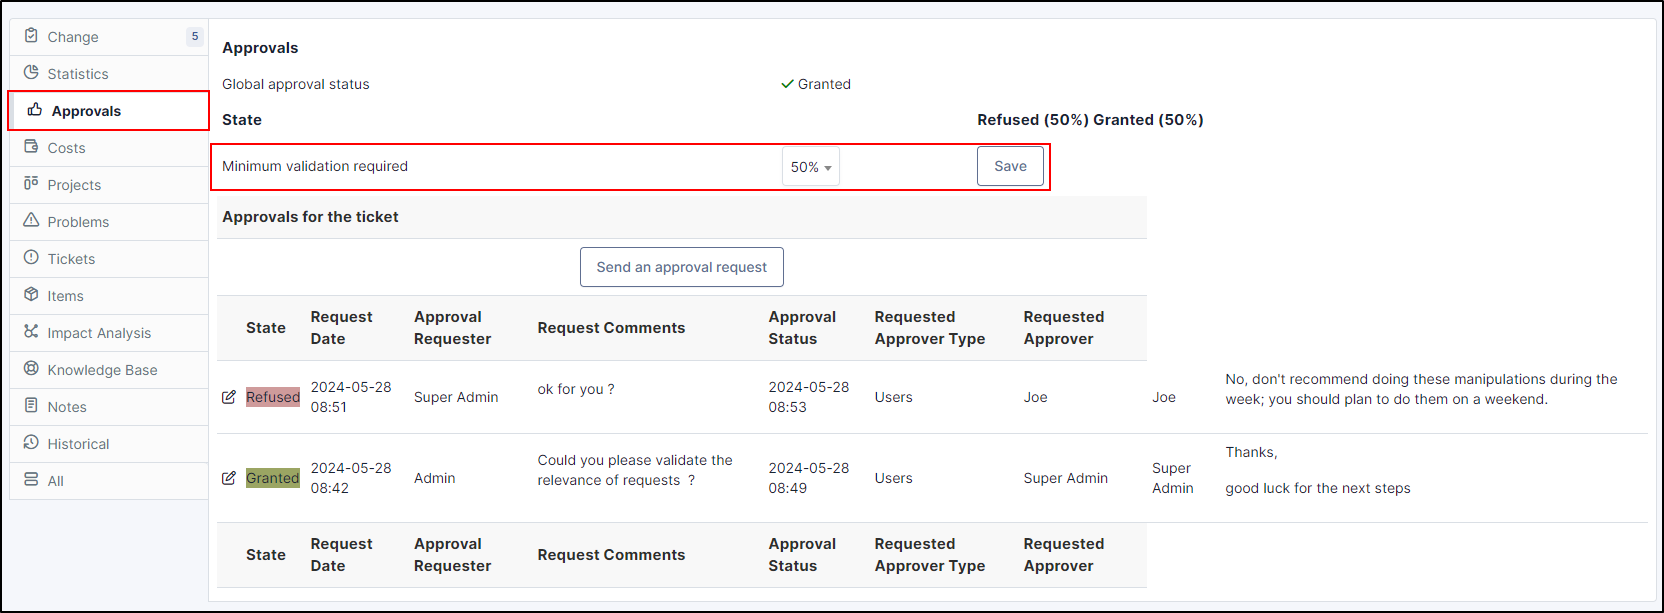 Change 5
Statistics
Approvals
Costs
Projects
Problems
Tickets
Items
Impact Analysis
Knowledge Base
Notes
Historical
All
Approvals
Global approval status Granted
State Refused (50%) Granted (50%)
Minimum validation required 50% Save
Approvals for the ticket
Send an approval request
State Request Date Approval Requester Request Comments Approval Status Requested Approver Type Requested Approver
Refused 2024-05-28 08:51 Super Admin ok for you ? 2024-05-28 08:53 Users Joe Joe No, don't recommend doing these manipulations during the
week; you should plan to do them on a weekend.
Granted 2024-05-28 08:42 Admin Could you please validate the relevance of requests ? 2024-05-28 08:49 Users Super Admin Super Admin Thanks,
good luck for the next steps
State Request Date Approval Requester Request Comments Approval Status Requested Approver Type Requested Approver